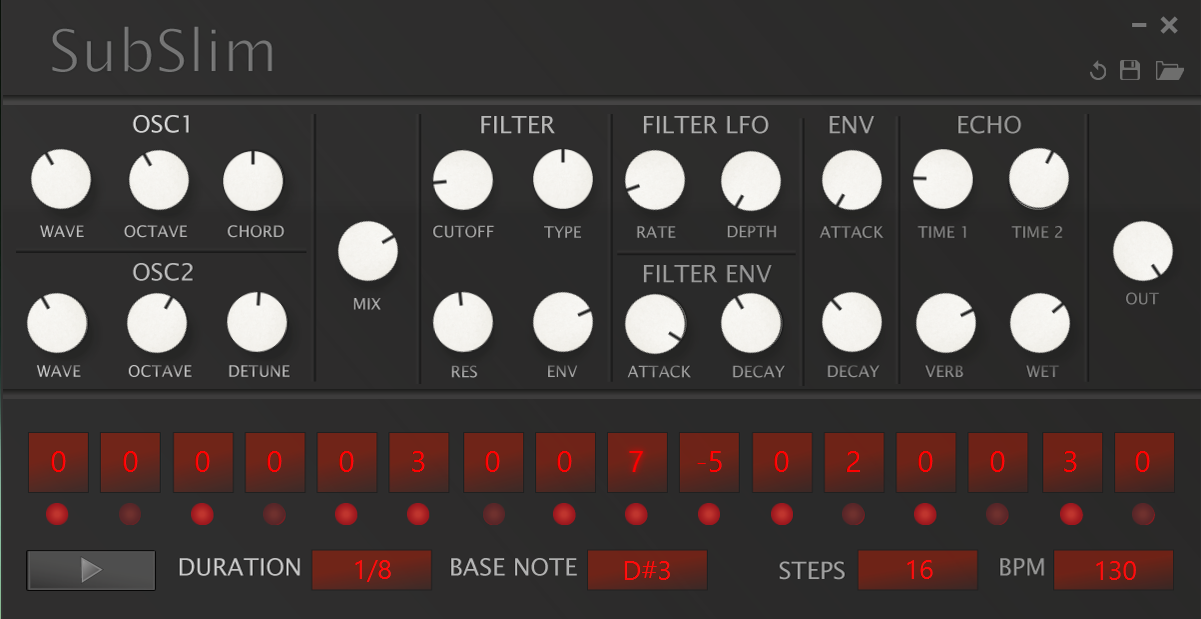 SubSlim
OSC1 FILTER FILTER LFO ENV ECHO
WAVE OCTAVE CHORD CUTOFF TYPE RATE DEPTH ATTACK TIME 1 TIME 2
OSC2 FILTER ENV
MIX OUT
WAVE OCTAVE DETUNE RES ENV ATTACK DECAY DECAY VERB WET
0 0 0 0 0 3 0 0 7 -5 0 2 0 0 3 0
DURATION 1/8 BASE NOTE D#3 STEPS 16 BPM 130